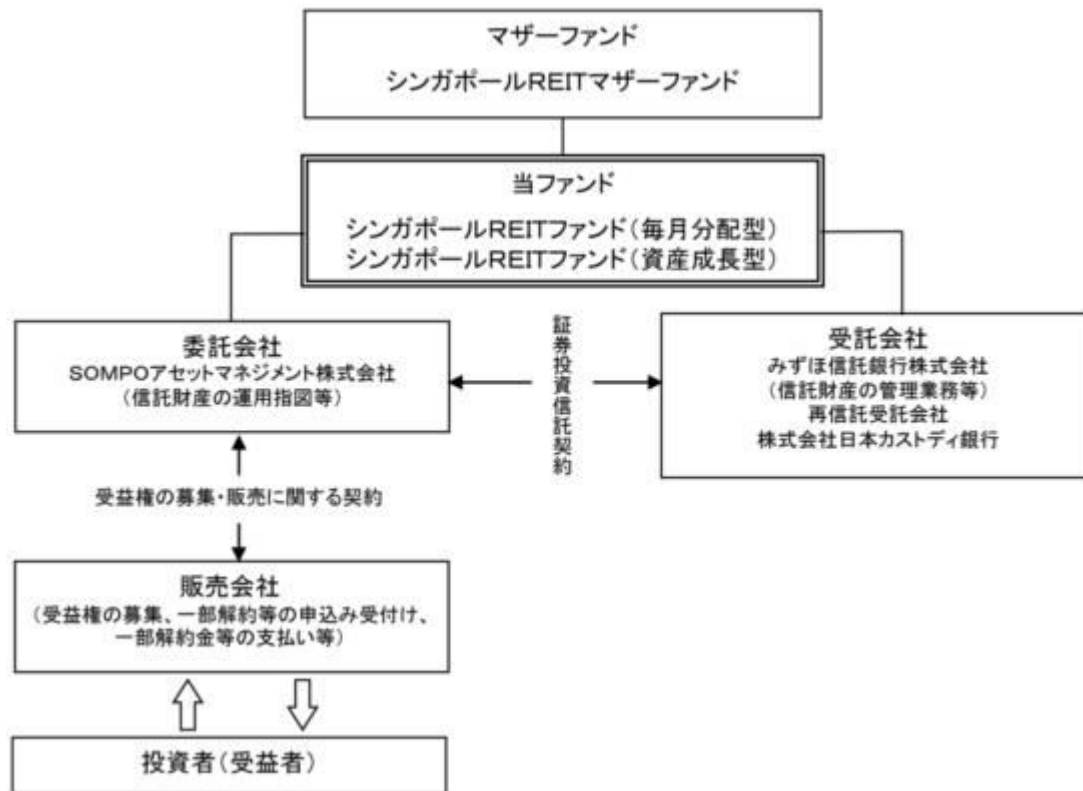 マザーファンド
シンガポールREITマザーファンド
当ファンド
シンガポールREITファンド(毎月分配型)
シンガポールREITファンド(資産成長型)
委託会社
SOMPOアセットマネジメント株式会社
(信託財産の運用指図等)
証券投資信託契約
受託会社
みずほ信託銀行株式会社
(信託財産の管理業務等)
再信託受託会社
株式会社日本カストディ銀行
受益権の募集・販売に関する契約
販売会社
(受益権の募集、一部解約等の申込み受付け、
一部解約金等の支払い等)
投資者(受益者)